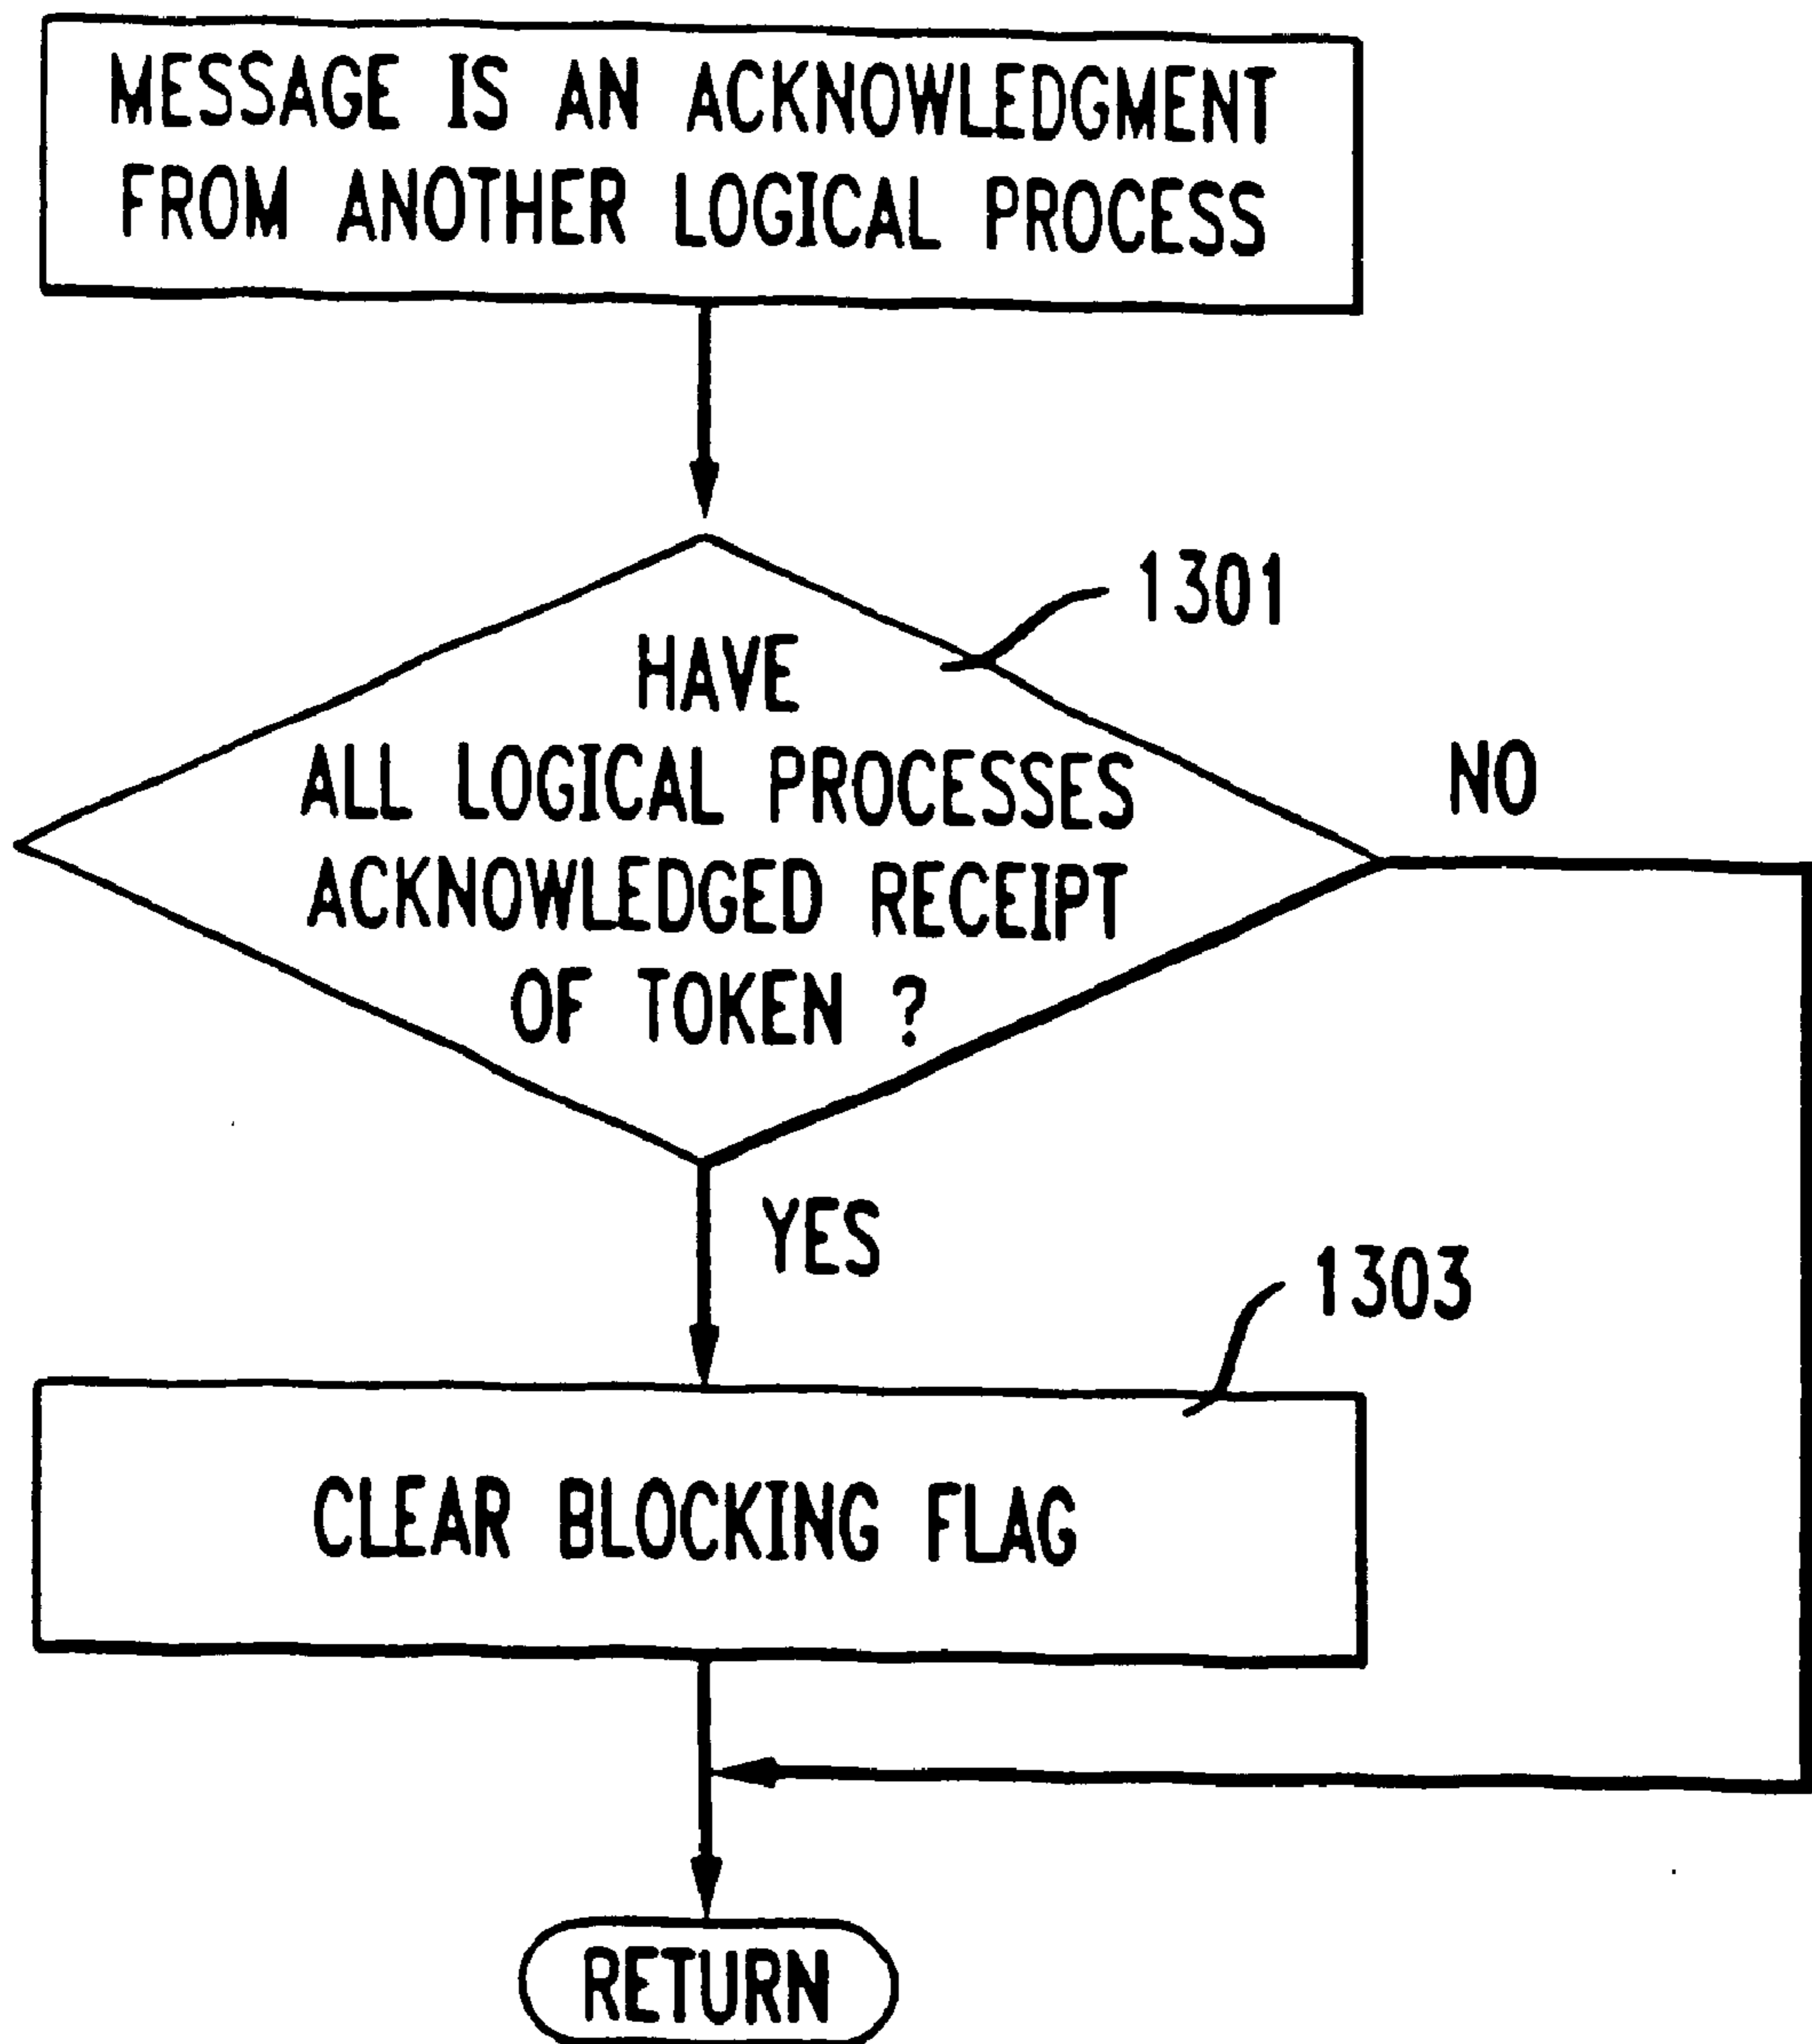 MESSAGE IS AN ACKNOWLEDGMENT
FROM ANOTHER LOGICAL PROCESS
1301
HAVE
ALL LOGICAL PROCESSES
ACKNOWLEDGED RECEIPT
OF TOKEN ?
NO
YES
1303
CLEAR BLOCKING FLAG
RETURN